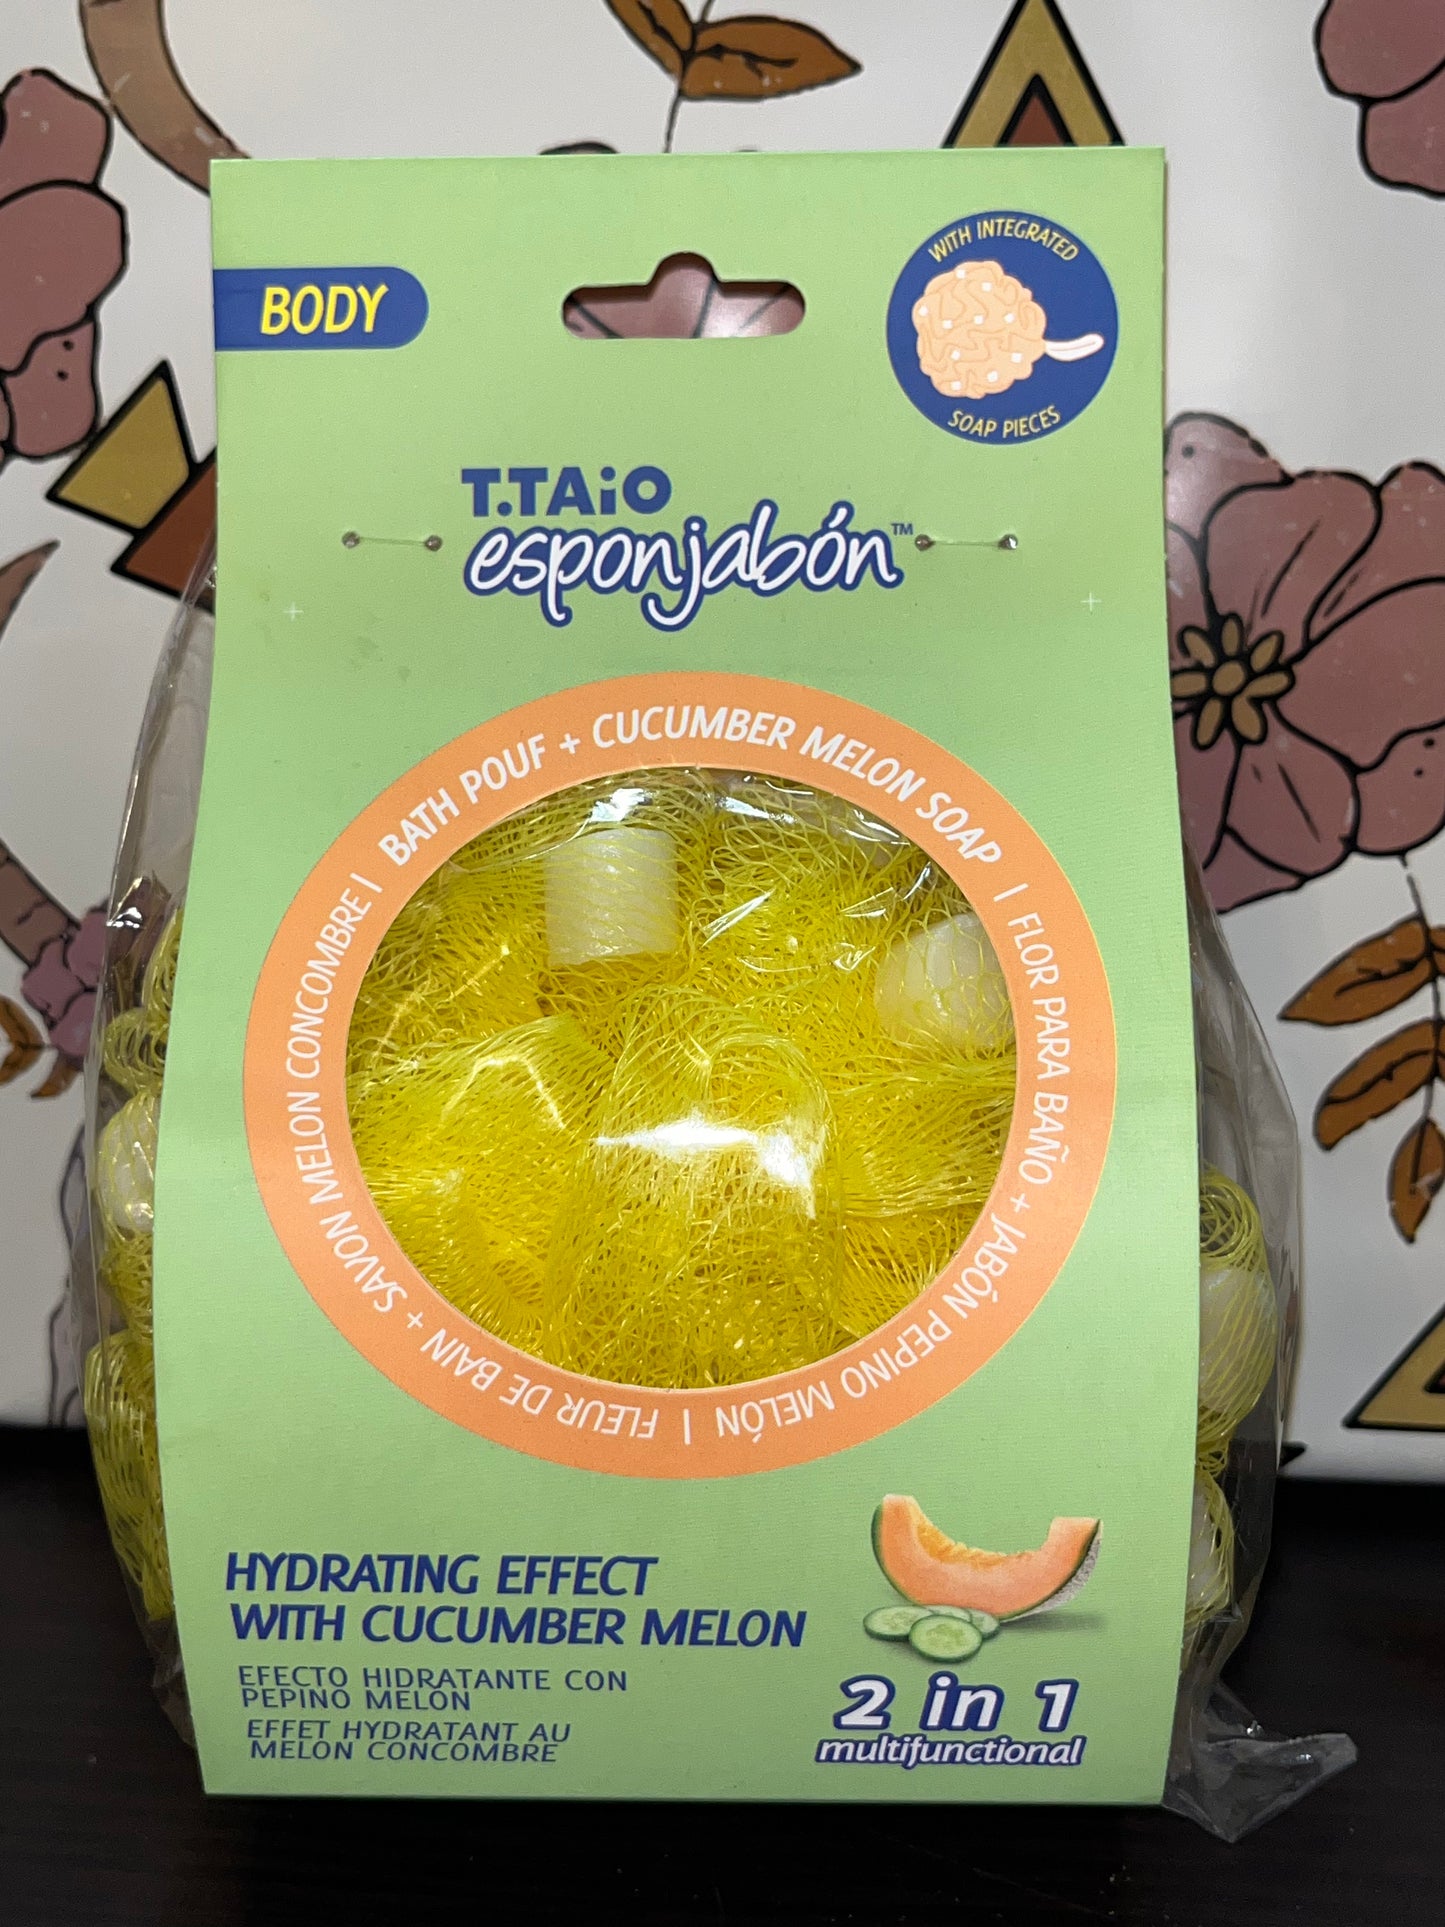 BODY
WITH INTEGRATED
SOAP PIECES
T.TAiO
esponjabón™
BATH POUF + CUCUMBER MELON SOAP |
FLOR PARA BAÑO + JABÓN PEPINO MELÓN |
FLEUR DE BAIN + SAVON MELON CONCOMBRE |
HYDRATING EFFECT
WITH CUCUMBER MELON
EFECTO HIDRATANTE CON
PEPINO MELON
EFFET HYDRATANT AU
MELON CONCOMBRE
2 in 1
multifunctional